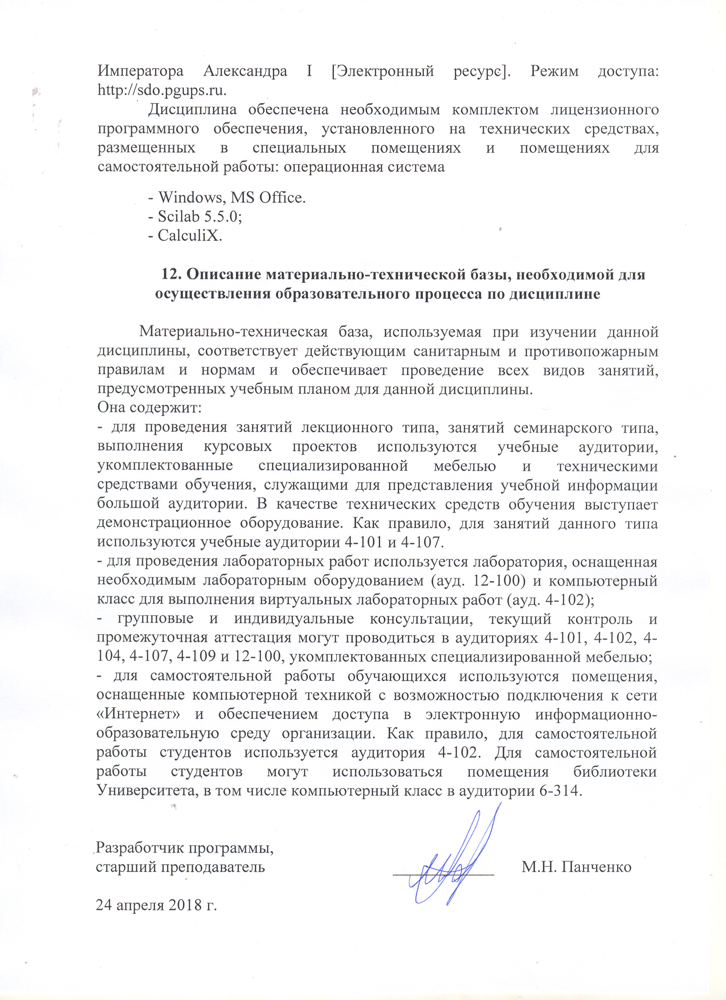 Императора Александра I [Электронный ресурс]. Режим доступа:
http://sdo.pgups.ru.
Дисциплина обеспечена необходимым комплектом лицензионного
программного обеспечения, установленного на технических средствах,
размещенных в специальных помещениях и помещениях для
самостоятельной работы: операционная система
- Windows, MS Office.
- Scilab 5.5.0;
- CalculiX.
12. Описание материально-технической базы, необходимой для
осуществления образовательного процесса по дисциплине
Материально-техническая база, используемая при изучении данной
дисциплины, соответствует действующим санитарным и противопожарным
правилам и нормам и обеспечивает проведение всех видов занятий,
предусмотренных учебным планом для данной дисциплины.
Она содержит:
- для проведения занятий лекционного типа, занятий семинарского типа,
выполнения курсовых проектов используются учебные аудитории,
укомплектованные специализированной мебелью и техническими
средствами обучения, служащими для представления учебной информации
большой аудитории. В качестве технических средств обучения выступает
демонстрационное оборудование. Как правило, для занятий данного типа
используются учебные аудитории 4-101 и 4-107.
- для проведения лабораторных работ используется лаборатория, оснащенная
необходимым лабораторным оборудованием (ауд. 12-100) и компьютерный
класс для выполнения виртуальных лабораторных работ (ауд. 4-102);
- групповые и индивидуальные консультации, текущий контроль и
промежуточная аттестация могут проводиться в аудиториях 4-101, 4-102, 4-
104, 4-107, 4-109 и 12-100, укомплектованных специализированной мебелью;
- для самостоятельной работы обучающихся используются помещения,
оснащенные компьютерной техникой с возможностью подключения к сети
«Интернет» и обеспечением доступа в электронную информационно-
образовательную среду организации. Как правило, для самостоятельной
работы студентов используется аудитория 4-102. Для самостоятельной
работы студентов могут использоваться помещения библиотеки
Университета, в том числе компьютерный класс в аудитории 6-314.
Разработчик программы,
старший преподаватель М.Н. Панченко
24 апреля 2018 г.